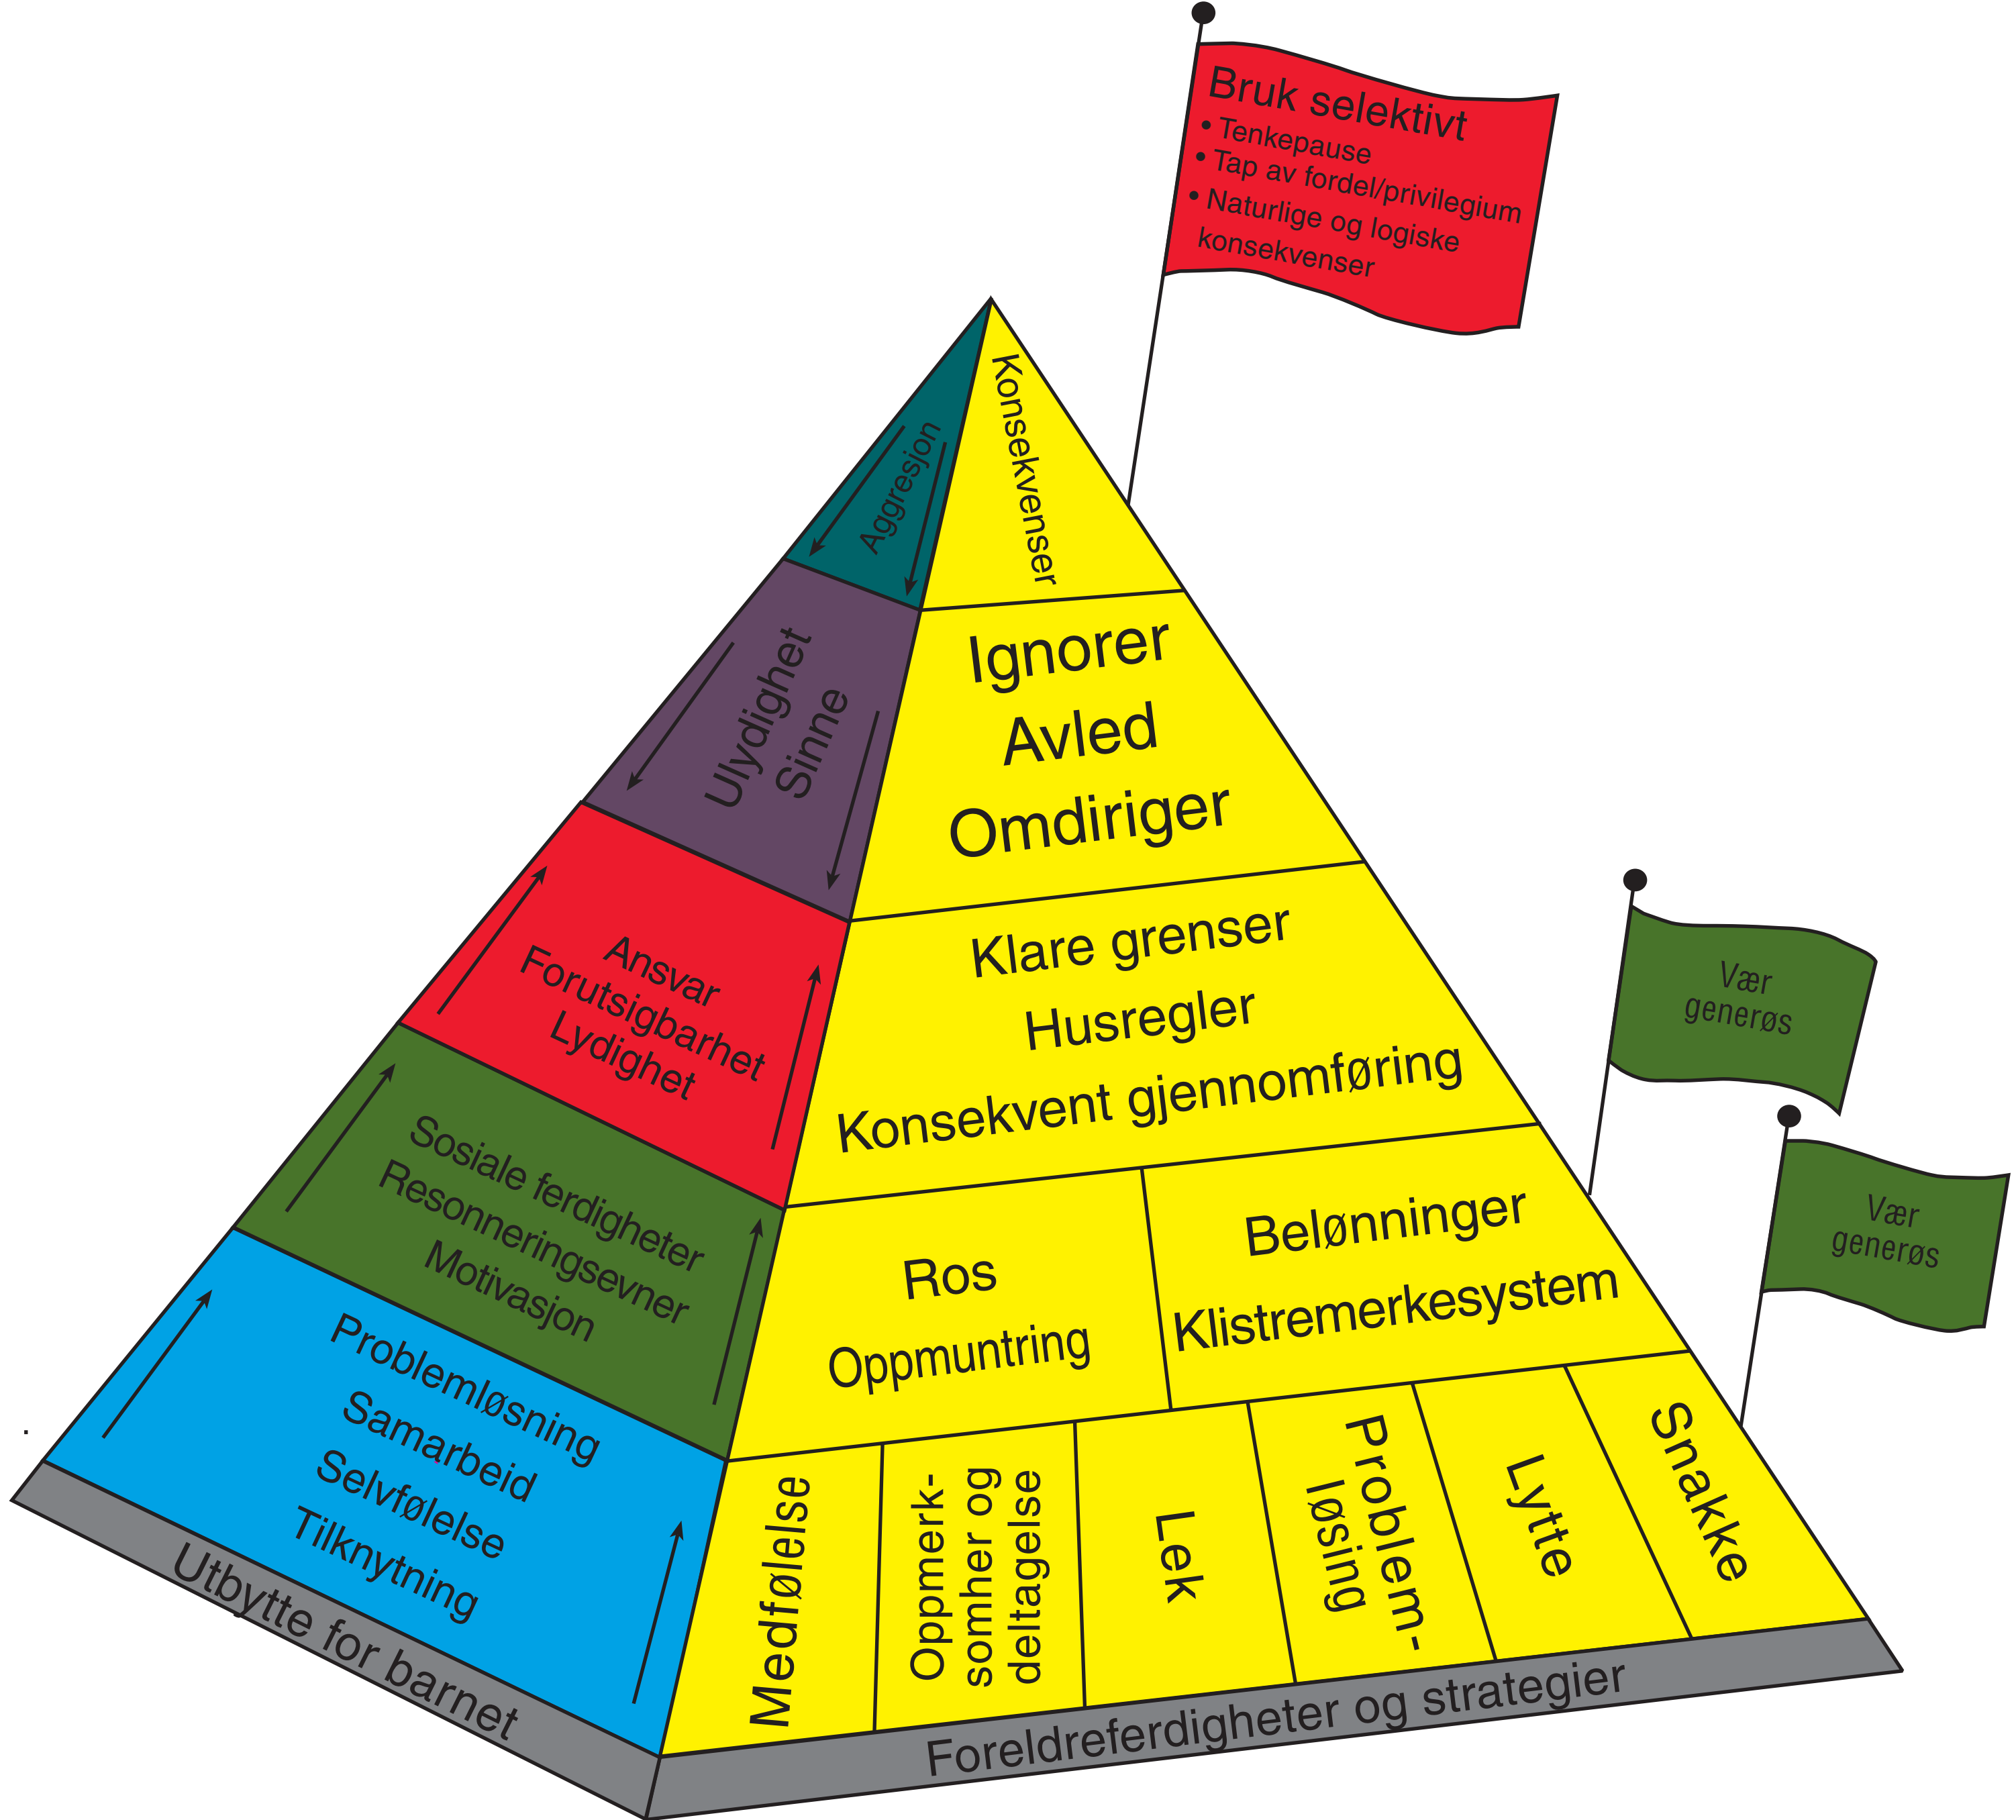 Bruk selektivt
• Tenkepause
• Tap av fordel/privilegium
• Naturlige og logiske
konsekvenser
Aggresjon
Konsekvenser
Ulydighet
Sinne
Ignorer
Avled
Omdiriger
Ansvar
Forutsigbarhet
Lydighet
Klare grenser
Husregler
Konsekvent gjennomføring
Vær
generøs
Sosiale ferdigheter
Resonneringsevner
Motivasjon
Ros
Oppmuntring
Belønninger
Klistremerkesystem
Vær
generøs
Problemløsning
Samarbeid
Selvfølelse
Tilknytning
Medfølelse
Oppmerk-
somher og
deltagelse
Lek
Problem-
løsing
Lytte
Snakke
Utbytte for barnet
Foreldreferdigheter og strategier